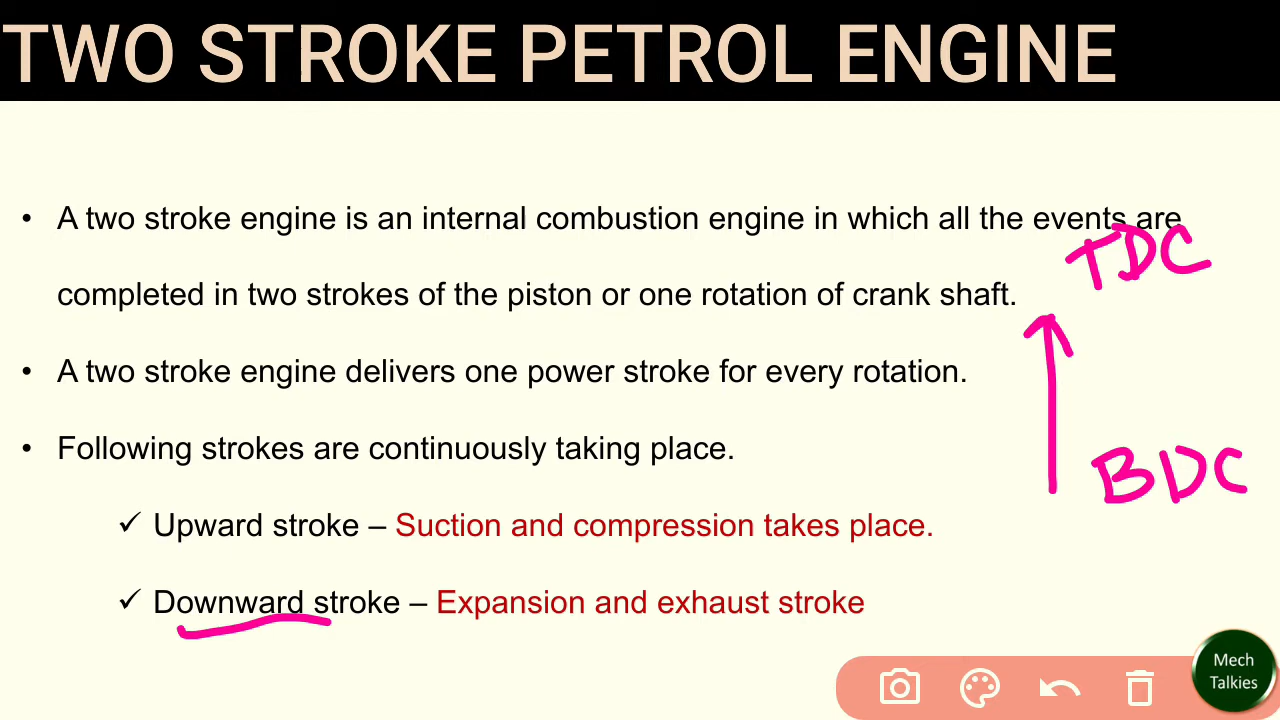 TWO STROKE PETROL ENGINE
• A two stroke engine is an internal combustion engine in which all the events are
TDC
completed in two strokes of the piston or one rotation of crank shaft.
• A two stroke engine delivers one power stroke for every rotation.
• Following strokes are continuously taking place.
BDC
✓ Upward stroke – Suction and compression takes place.
✓ Downward stroke – Expansion and exhaust stroke
Mech
Talkies